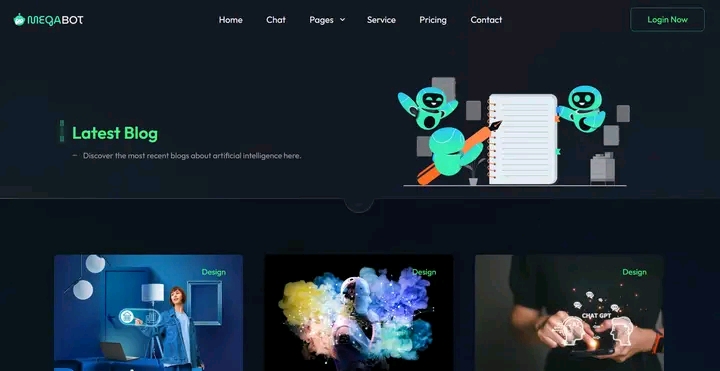 MEGABOT
Home Chat Pages Service Pricing Contact
Login Now
Latest Blog
Discover the most recent blogs about artificial intelligence here.
Design
Design
Design
CHAT GPT